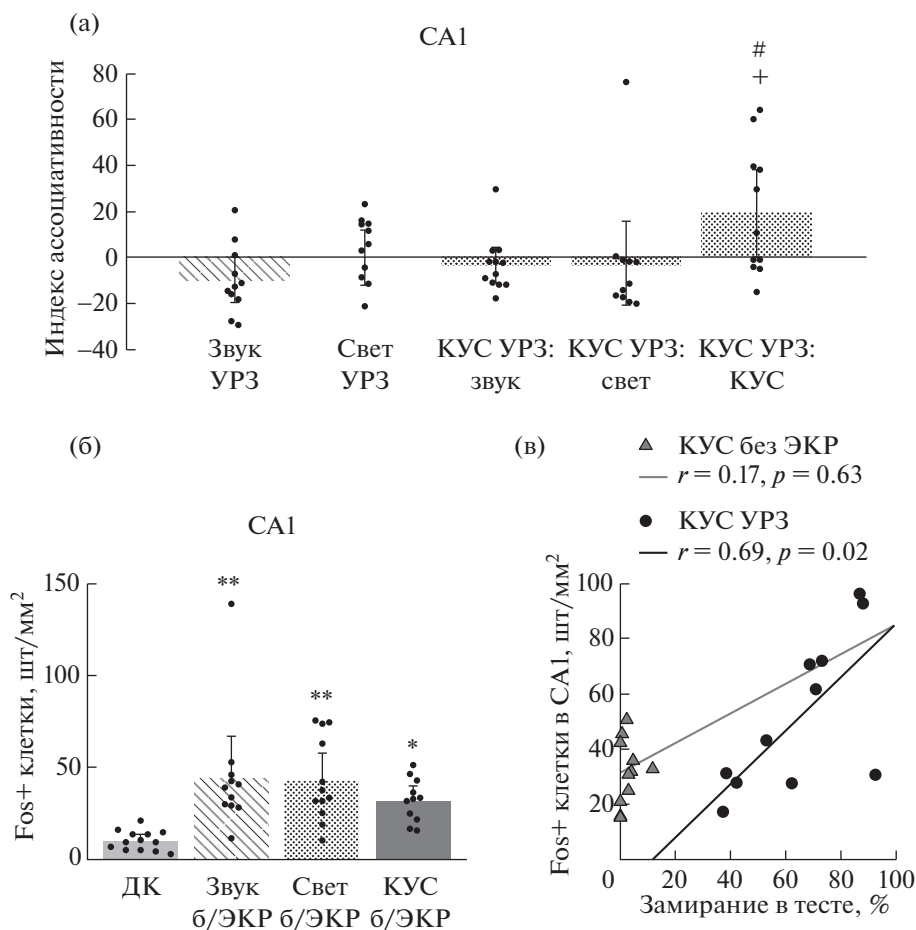 (а)
CA1
#
+
80
60
40
20
0
–20
–40
Индекс ассоциативности
Звук УРЗ
Свет УРЗ
КУС УРЗ: звук
КУС УРЗ: свет
КУС УРЗ: КУС
(б)
CA1
**
**
*
150
100
50
0
Fos+ клетки, шт/мм²
ДК
Звук б/ЭКР
Свет б/ЭКР
КУС б/ЭКР
(в)
КУС без ЭКР
r = 0.17, p = 0.63
КУС УРЗ
r = 0.69, p = 0.02
100
80
60
40
20
Fos+ клетки в CA1, шт/мм²
0 20 40 60 80 100
Замирание в тесте, %